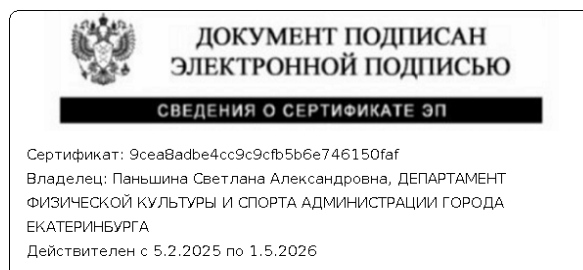 ДОКУМЕНТ ПОДПИСАН
ЭЛЕКТРОННОЙ ПОДПИСЬЮ
СВЕДЕНИЯ О СЕРТИФИКАТЕ ЭП
Сертификат: 9cea8adbe4cc9c9cfb5b6e746150faf
Владелец: Паньшина Светлана Александровна, ДЕПАРТАМЕНТ
ФИЗИЧЕСКОЙ КУЛЬТУРЫ И СПОРТА АДМИНИСТРАЦИИ ГОРОДА
ЕКАТЕРИНБУРГА
Действителен с 5.2.2025 по 1.5.2026